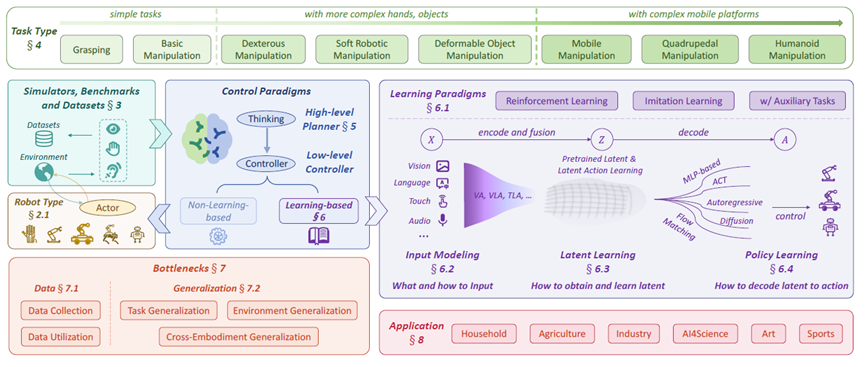 simple tasks
with more complex hands, objects
with complex mobile platforms
Task Type
§ 4
Grasping
Basic
Manipulation
Dexterous
Manipulation
Soft Robotic
Manipulation
Deformable Object
Manipulation
Mobile
Manipulation
Quadrupedal
Manipulation
Humanoid
Manipulation
Simulators, Benchmarks
and Datasets § 3
Datasets
Environment
Robot Type
§ 2.1
Actor
Control Paradigms
Thinking
High-level
Planner § 5
Controller
Low-level
Controller
Non-Learning-
based
Learning-based
§ 6
Learning Paradigms
§ 6.1
Reinforcement Learning
Imitation Learning
w/ Auxiliary Tasks
X
encode and fusion
Z
decode
A
Vision
Language
Touch
Audio
...
VA, VLA, TLA, ...
Pretrained Latent &
Latent Action Learning
MLP-based
ACT
Autoregressive
Diffusion
Flow
Matching
control
Input Modeling
§ 6.2
What and how to Input
Latent Learning
§ 6.3
How to obtain and learn latent
Policy Learning
§ 6.4
How to decode latent to action
Bottlenecks § 7
Data § 7.1
Data Collection
Data Utilization
Generalization § 7.2
Task Generalization
Environment Generalization
Cross-Embodiment Generalization
Application
§ 8
Household
Agriculture
Industry
AI4Science
Art
Sports